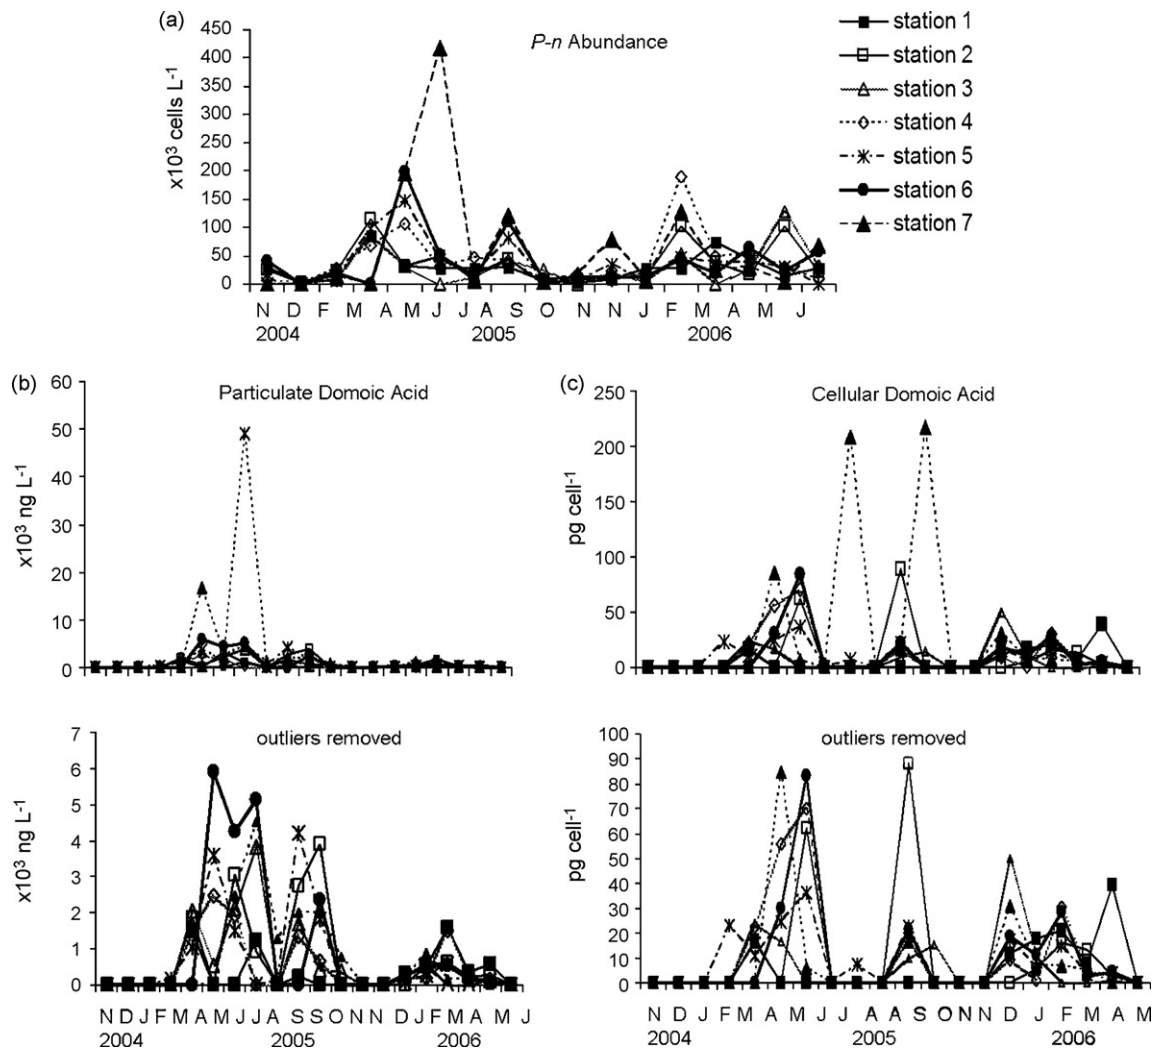 (a)
P-n Abundance
x10³ cells L⁻¹
450
400
350
300
250
200
150
100
50
0
N D F M A M J J S O N J F M A M J
2004 2005 2006
station 1
station 2
station 3
station 4
station 5
station 6
station 7
(b)
Particulate Domoic Acid
x10³ ng L⁻¹
60
50
40
30
20
10
0
(c)
Cellular Domoic Acid
pg cell⁻¹
250
200
150
100
50
0
outliers removed
x10³ ng L⁻¹
7
6
5
4
3
2
1
0
N D J F M A J J A S S N N D J F M M J
2004 2005 2006
outliers removed
pg cell⁻¹
100
90
80
70
60
50
40
30
20
10
0
N D J F M A M J A S O N N D J F M A M
2004 2005 2006